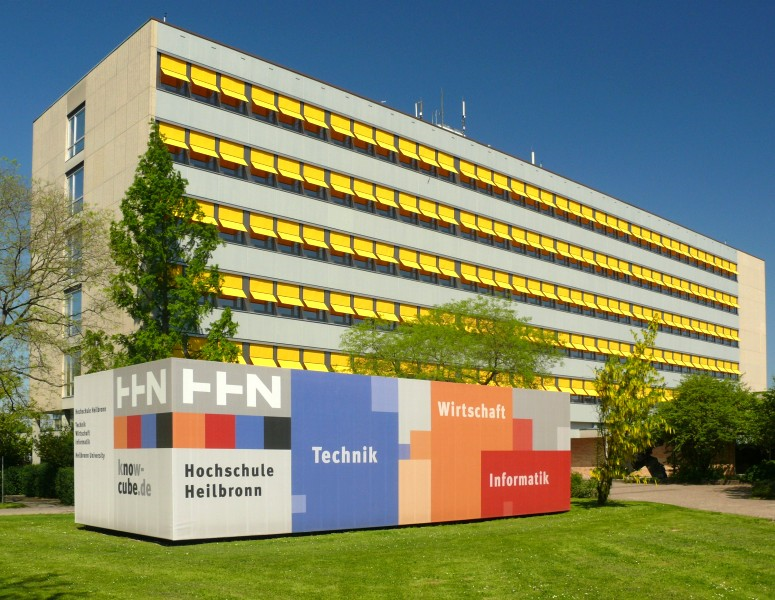 HHN
Hochschule Heilbronn
Technik
Wirtschaft
Informatik
Heilbronn University
know-
cube.de
HHN
Hochschule
Heilbronn
Technik
Wirtschaft
Informatik